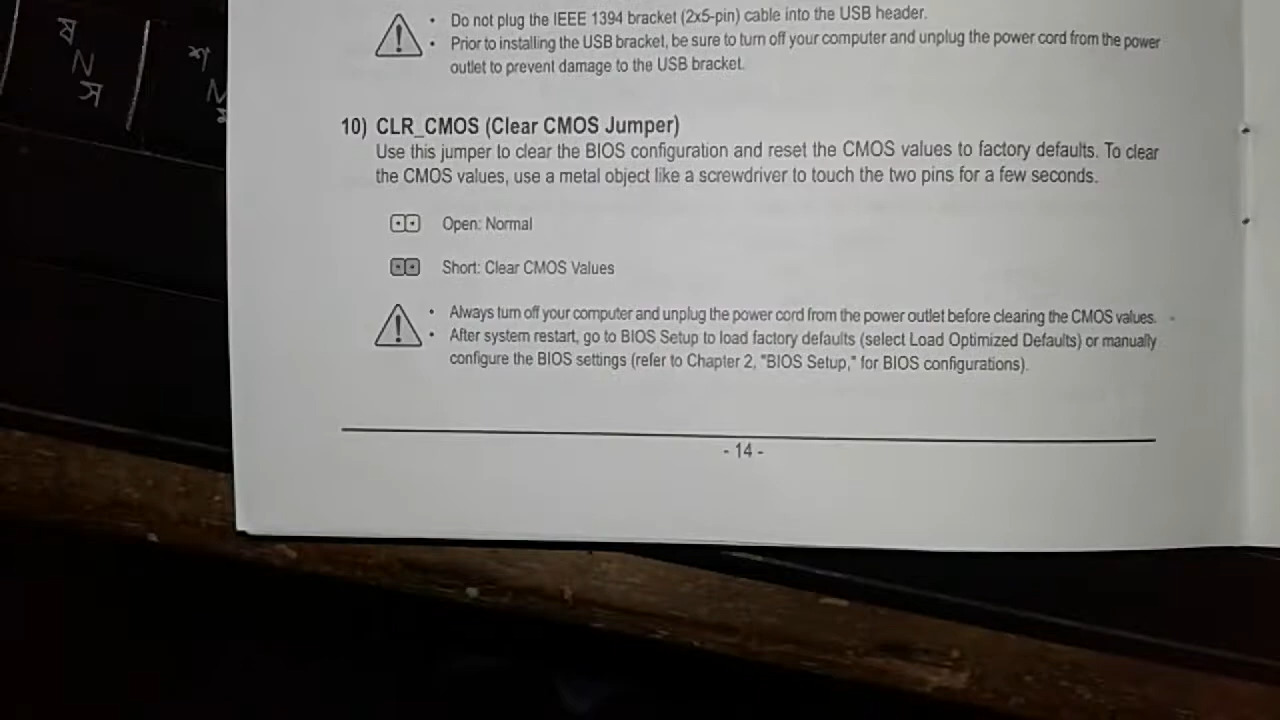 • Do not plug the IEEE 1394 bracket (2x5-pin) cable into the USB header.
• Prior to installing the USB bracket, be sure to turn off your computer and unplug the power cord from the power
outlet to prevent damage to the USB bracket.
10) CLR_CMOS (Clear CMOS Jumper)
Use this jumper to clear the BIOS configuration and reset the CMOS values to factory defaults. To clear
the CMOS values, use a metal object like a screwdriver to touch the two pins for a few seconds.
Open: Normal
Short: Clear CMOS Values
• Always turn off your computer and unplug the power cord from the power outlet before clearing the CMOS values.
• After system restart, go to BIOS Setup to load factory defaults (select Load Optimized Defaults) or manually
configure the BIOS settings (refer to Chapter 2, "BIOS Setup," for BIOS configurations).
- 14 -
ষ
N
স
শ
N